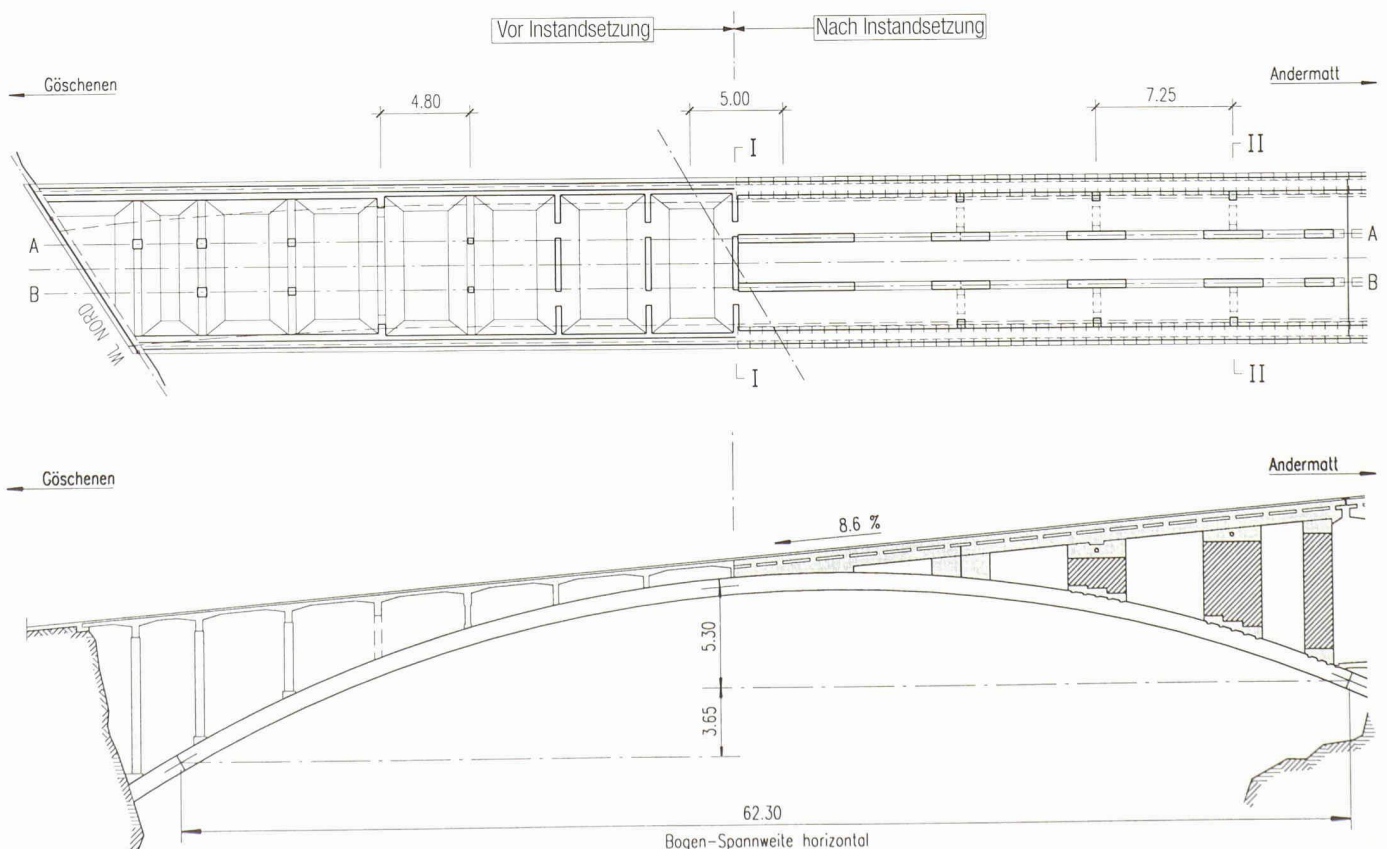 Vor Instandsetzung Nach Instandsetzung
Göschenen Andermatt
4.80 5.00 7.25
I II
A A
B B
WL NORD
I II
Göschenen Andermatt
8.6 %
5.30
3.65
62.30
Bogen-Spannweite horizontal